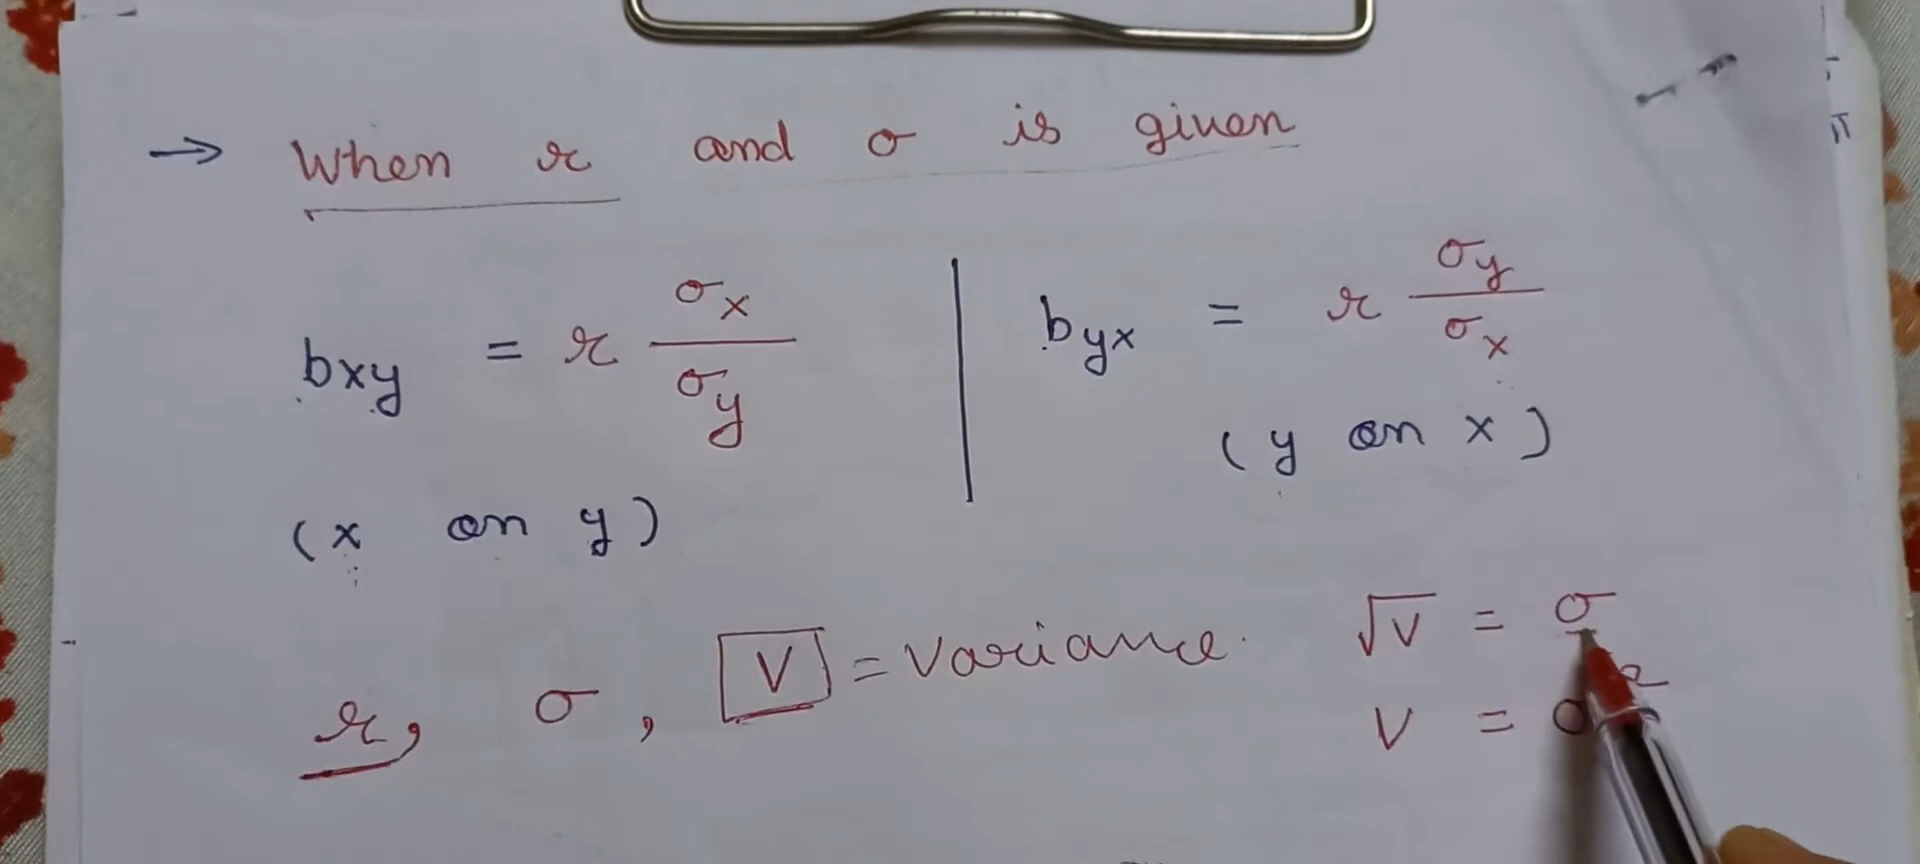 → When r and σ is given
bxy = r σx / σy
(x on y)
byx = r σy / σx
(y on x)
r, σ, V = Variance
√V = σ
V = σ²
π